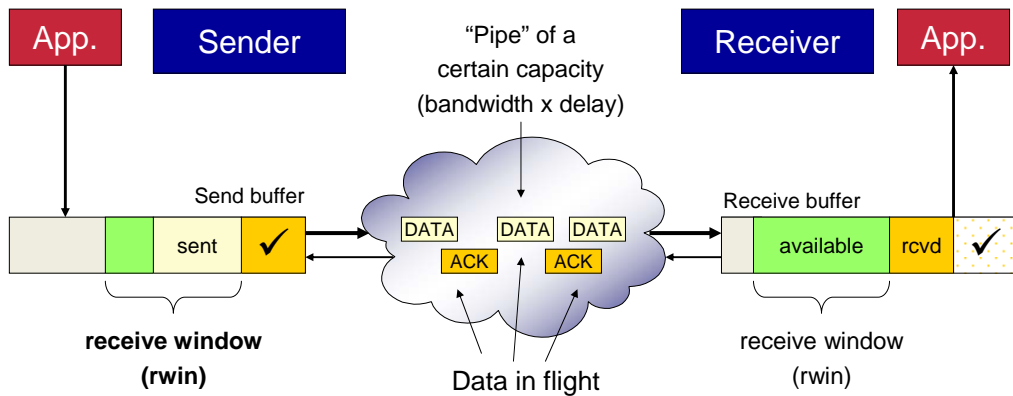 App.
Sender
“Pipe” of a
certain capacity
(bandwidth x delay)
Receiver
App.
Send buffer
Receive buffer
sent
✓
DATA
DATA
DATA
ACK
ACK
available
rcvd
✓
receive window
(rwin)
Data in flight
receive window
(rwin)